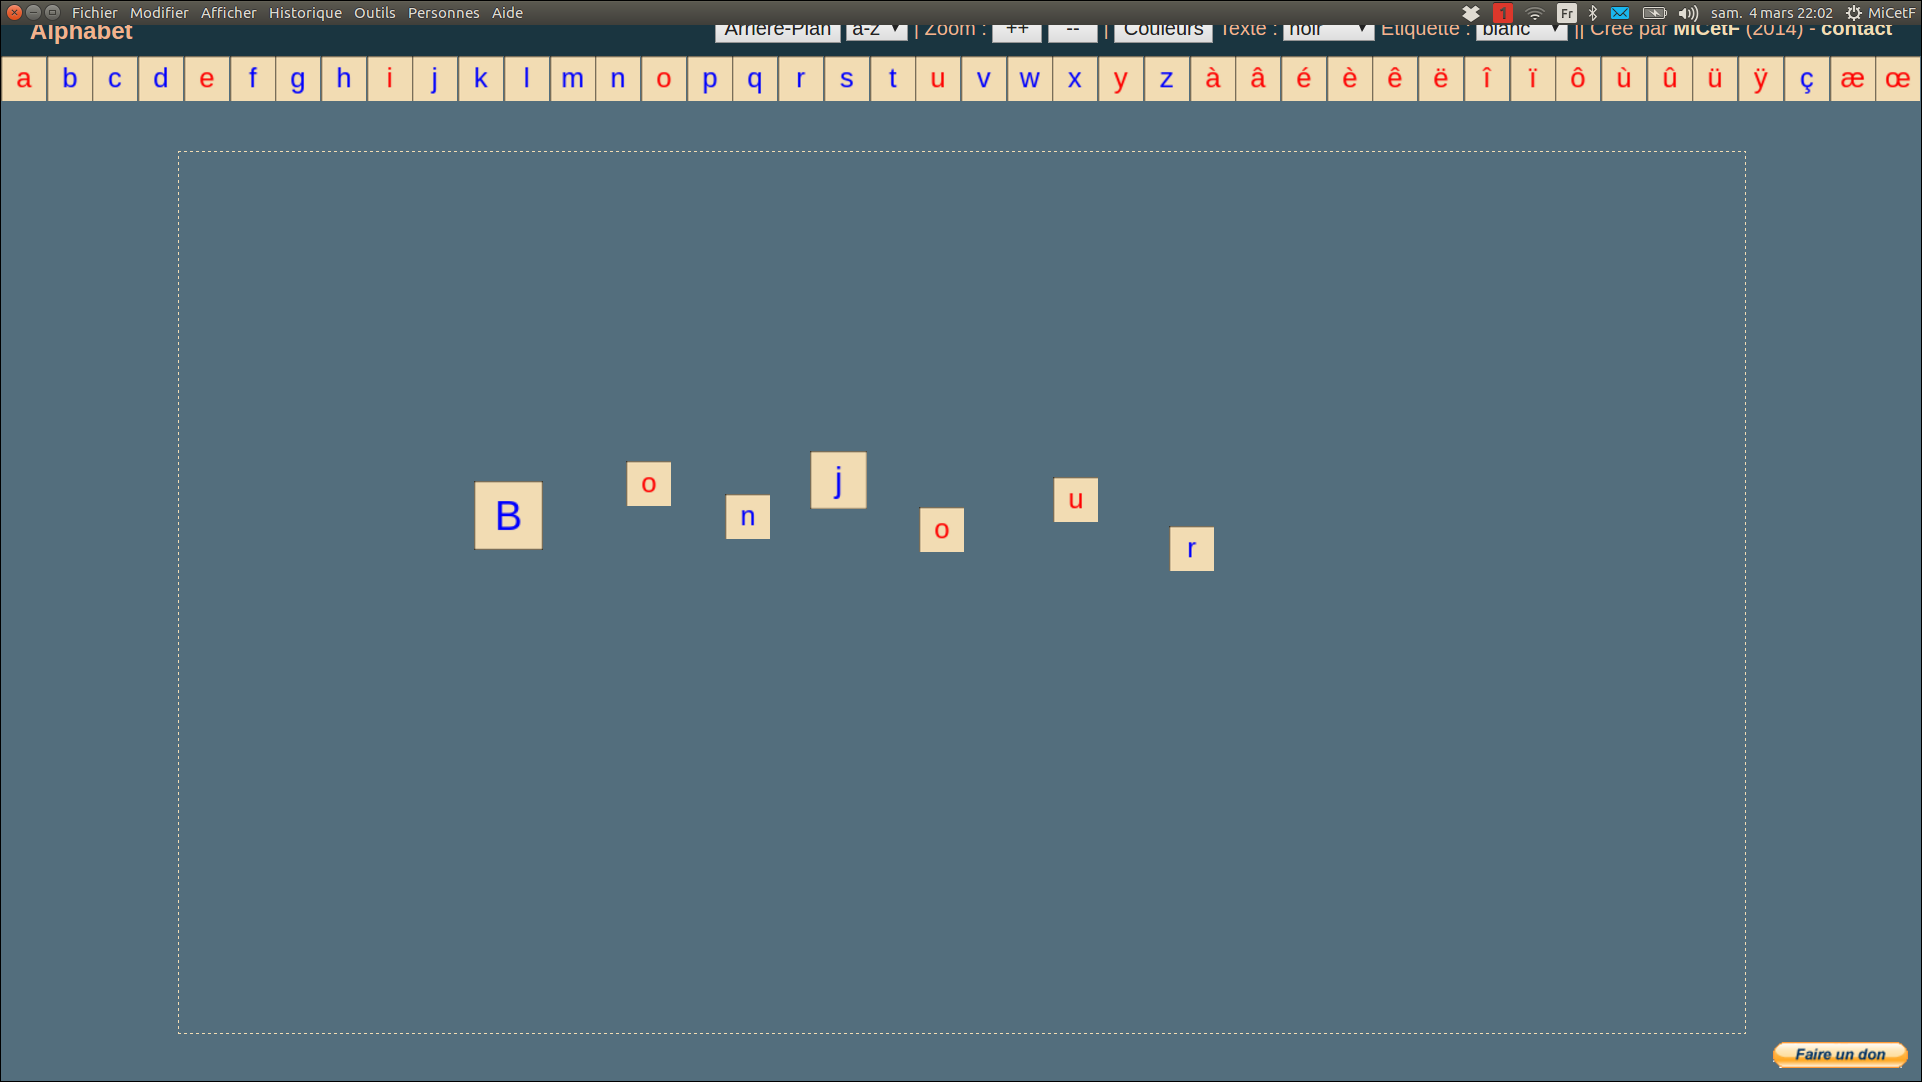 Fichier Modifier Afficher Historique Outils Personnes Aide 1 Fr sam. 4 mars 22:02 MiCetF
Alphabet Arrière-Plan a-z | Zoom : ++ -- | Couleurs Texte : noir Etiquette : blanc || Créé par MiCetF (2014) - contact
a b c d e f g h i j k l m n o p q r s t u v w x y z à â é è ê ë î ï ô ù û ü ÿ ç æ œ
B o n j o u r
Faire un don